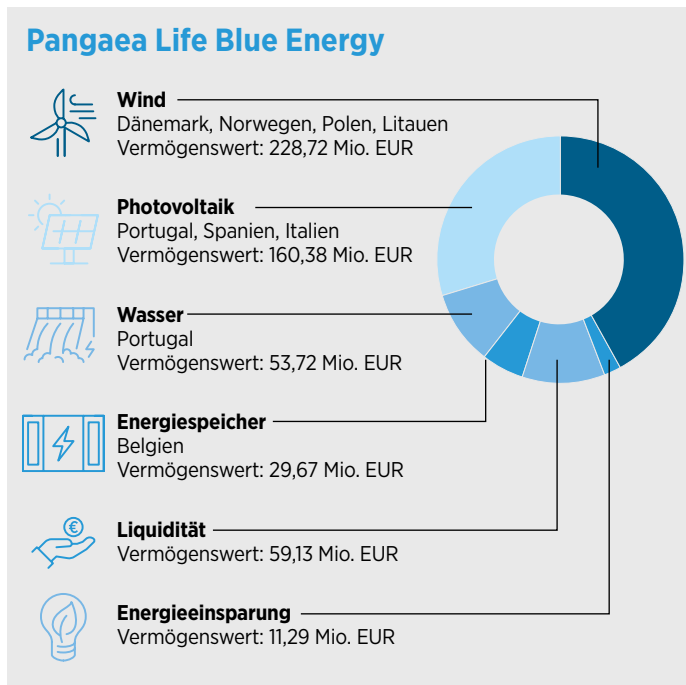 Pangaea Life Blue Energy
Wind
Dänemark, Norwegen, Polen, Litauen
Vermögenswert: 228,72 Mio. EUR
Photovoltaik
Portugal, Spanien, Italien
Vermögenswert: 160,38 Mio. EUR
Wasser
Portugal
Vermögenswert: 53,72 Mio. EUR
Energiespeicher
Belgien
Vermögenswert: 29,67 Mio. EUR
€
Liquidität
Vermögenswert: 59,13 Mio. EUR
Energieeinsparung
Vermögenswert: 11,29 Mio. EUR